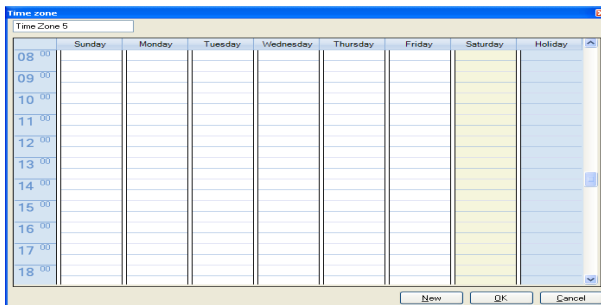 Time zone
Time Zone 5
Sunday Monday Tuesday Wednesday Thursday Friday Saturday Holiday
08 00
09 00
10 00
11 00
12 00
13 00
14 00
15 00
16 00
17 00
18 00
New OK Cancel